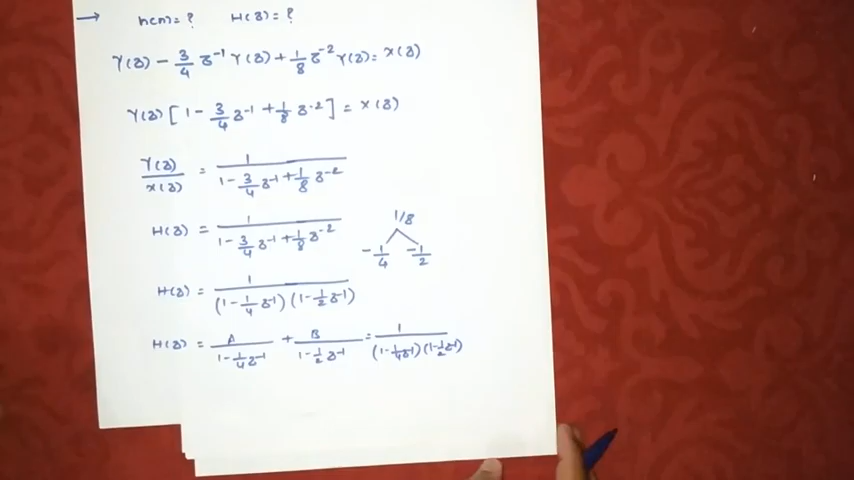 → h(n) = ? H(z) = ?
Y(z) - 3/4 z^-1 Y(z) + 1/8 z^-2 Y(z) = X(z)
Y(z) [1 - 3/4 z^-1 + 1/8 z^-2] = X(z)
Y(z)/X(z) = 1/(1 - 3/4 z^-1 + 1/8 z^-2)
H(z) = 1/(1 - 3/4 z^-1 + 1/8 z^-2)
1/8
-1/4 -1/2
H(z) = 1/((1 - 1/4 z^-1) (1 - 1/2 z^-1))
H(z) = A/(1 - 1/4 z^-1) + B/(1 - 1/2 z^-1) = 1/((1 - 1/4 z^-1)(1 - 1/2 z^-1))